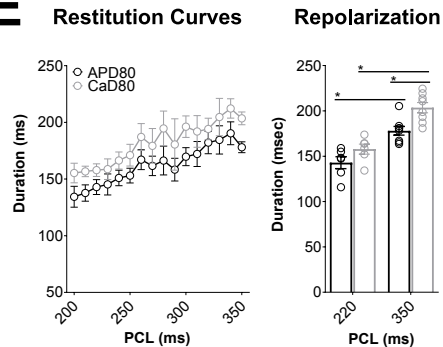 E
Restitution Curves
Duration (ms)
250
200
150
100
50
APD80
CaD80
200
250
300
350
PCL (ms)
Repolarization
Duration (msec)
250
200
150
100
50
0
*
*
*
220
350
PCL (ms)